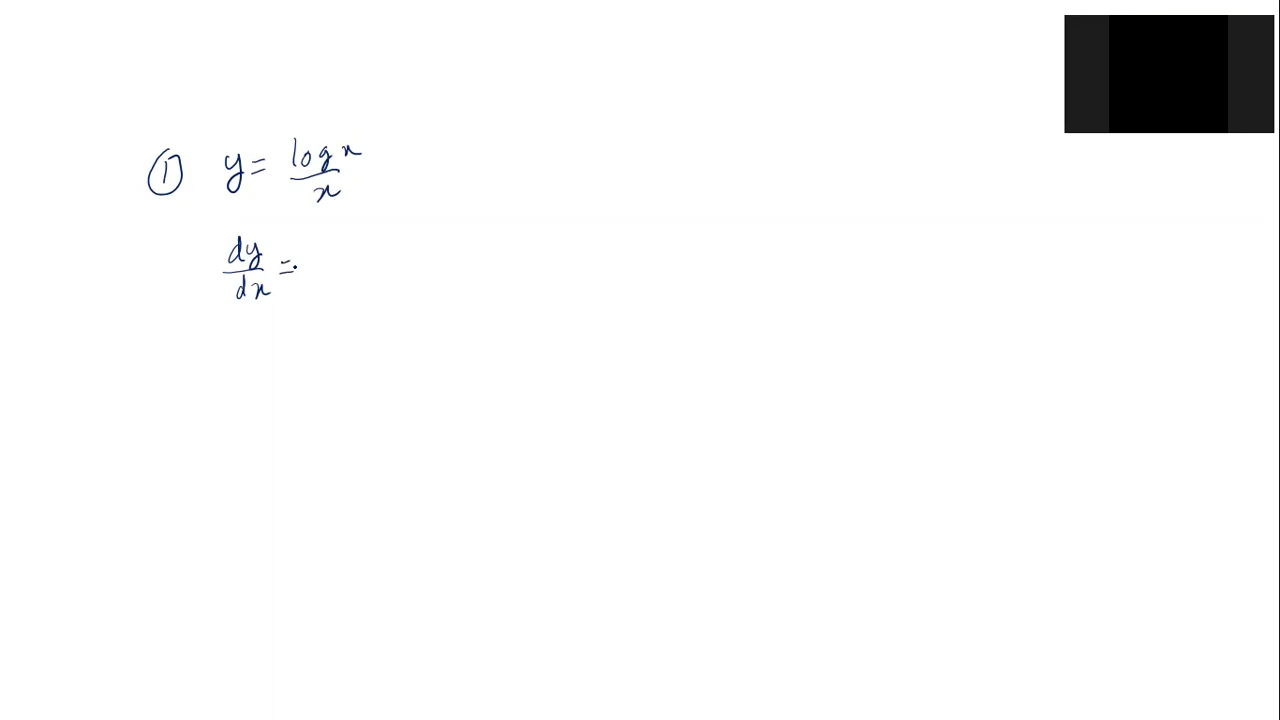 ① y = log x / x
dy/dx =